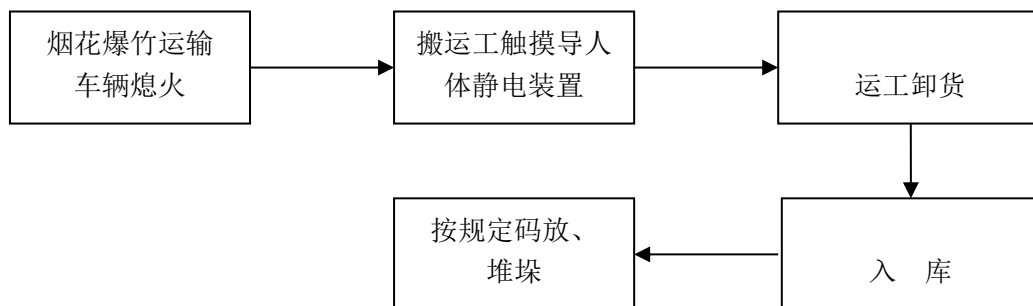 烟花爆竹运输
车辆熄火
搬运工触摸导人
体静电装置
运工卸货
入 库
按规定码放、
堆垛